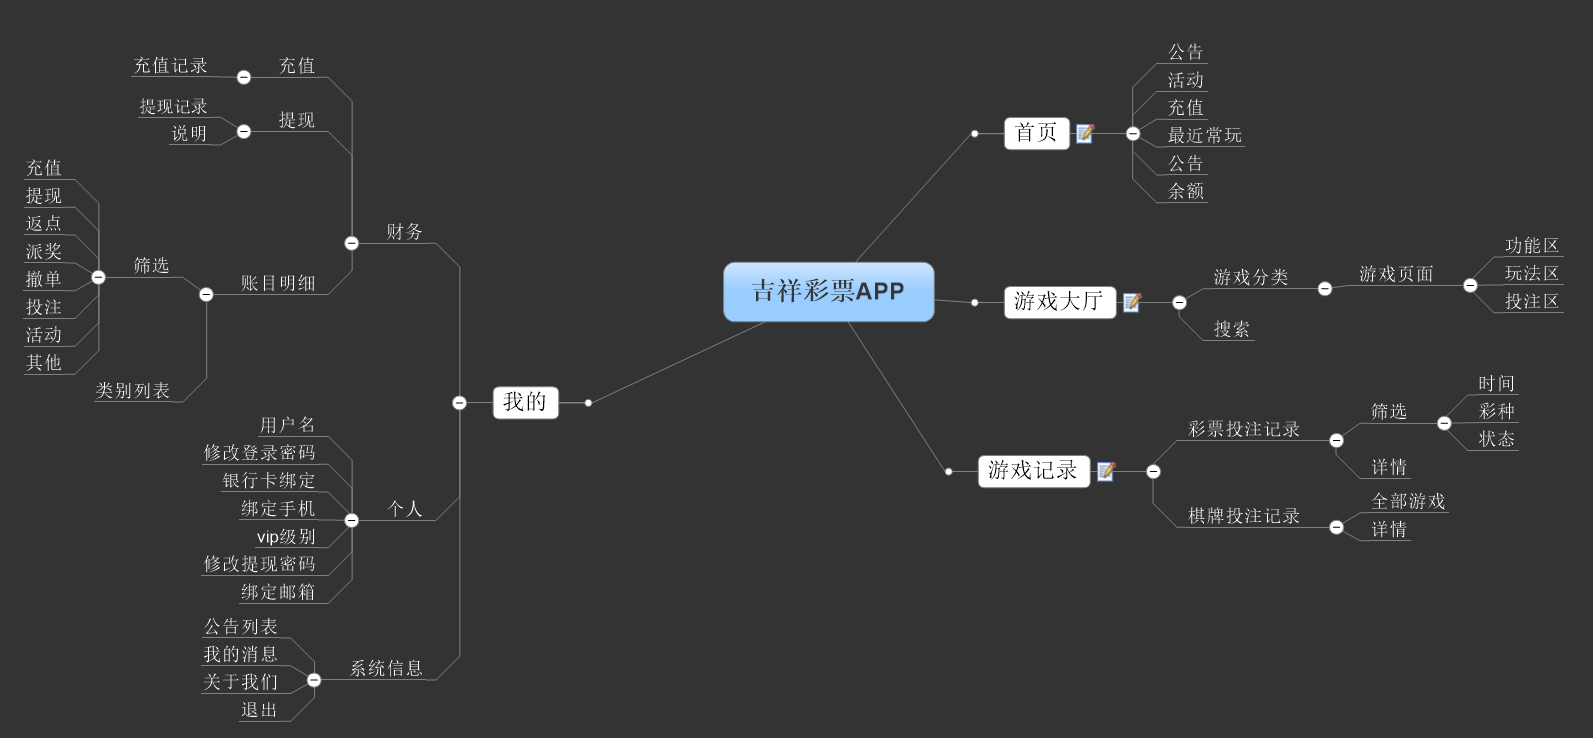 吉祥彩票APP
首页
公告
活动
充值
最近常玩
公告
余额
游戏大厅
游戏分类
游戏页面
功能区
玩法区
投注区
搜索
游戏记录
彩票投注记录
筛选
时间
彩种
状态
详情
棋牌投注记录
全部游戏
详情
我的
财务
充值
充值记录
提现
提现记录
说明
账目明细
筛选
充值
提现
返点
派奖
撤单
投注
活动
其他
类别列表
个人
用户名
修改登录密码
银行卡绑定
绑定手机
vip级别
修改提现密码
绑定邮箱
系统信息
公告列表
我的消息
关于我们
退出